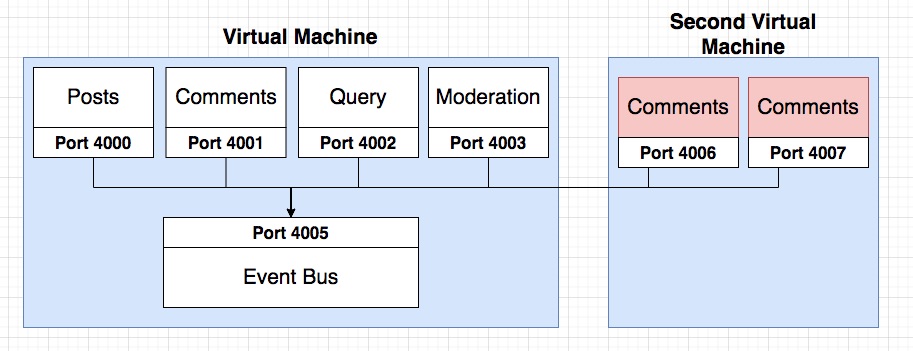 Virtual Machine
Second Virtual
Machine
Posts
Comments
Query
Moderation
Port 4000
Port 4001
Port 4002
Port 4003
Comments
Comments
Port 4006
Port 4007
Port 4005
Event Bus